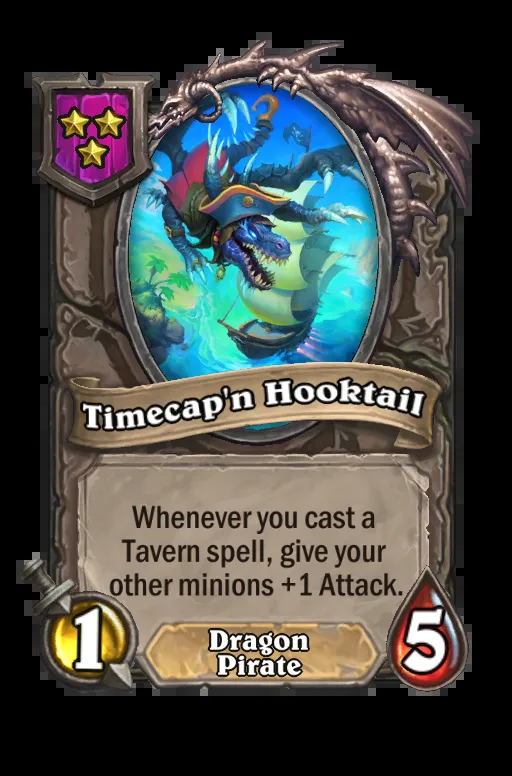 Timecap'n Hooktail
Whenever you cast a
Tavern spell, give your
other minions +1 Attack.
1
Dragon
Pirate
5